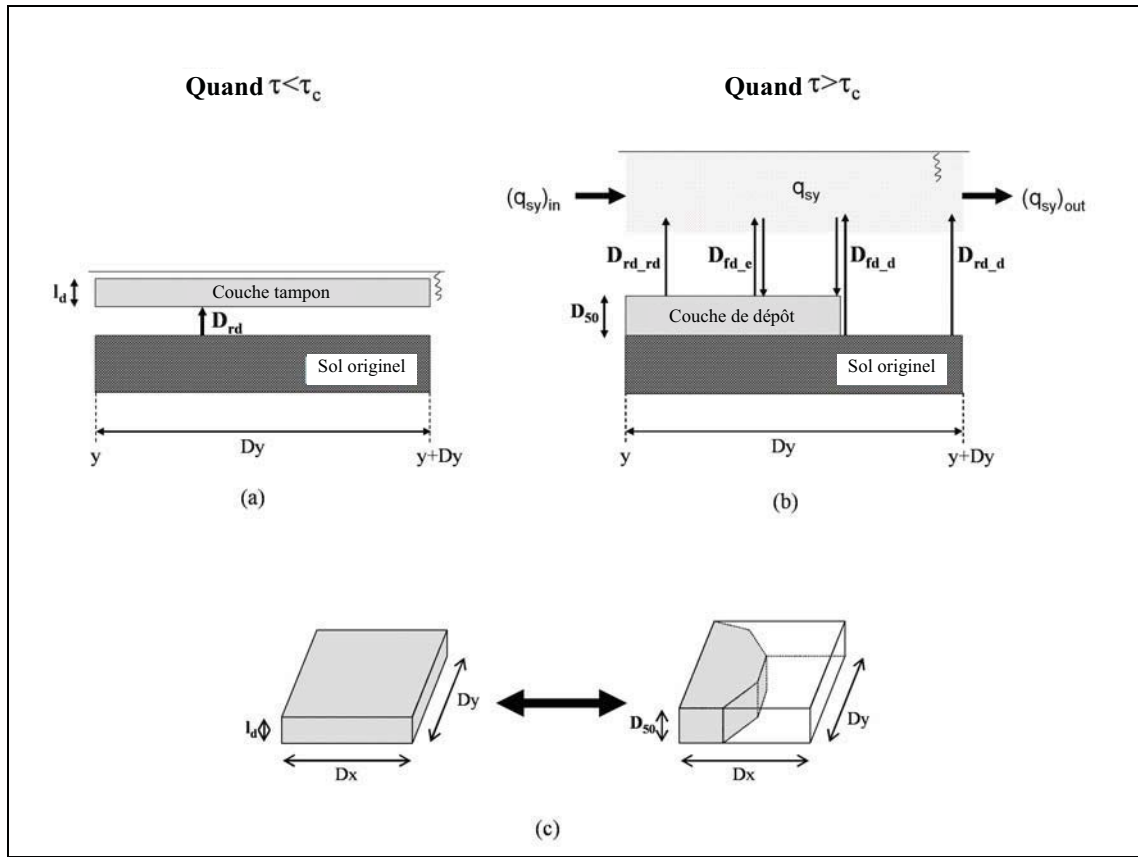 Quand τ<τc
Quand τ>τc
(qsy)in
qsy
(qsy)out
Drd_rd
Dfd_e
Dfd_d
Drd_d
ld
Couche tampon
Drd
Sol originel
D50
Couche de dépôt
Sol originel
Dy
y
y+Dy
(a)
Dy
y
y+Dy
(b)
ld
Dx
Dy
D50
Dx
Dy
(c)